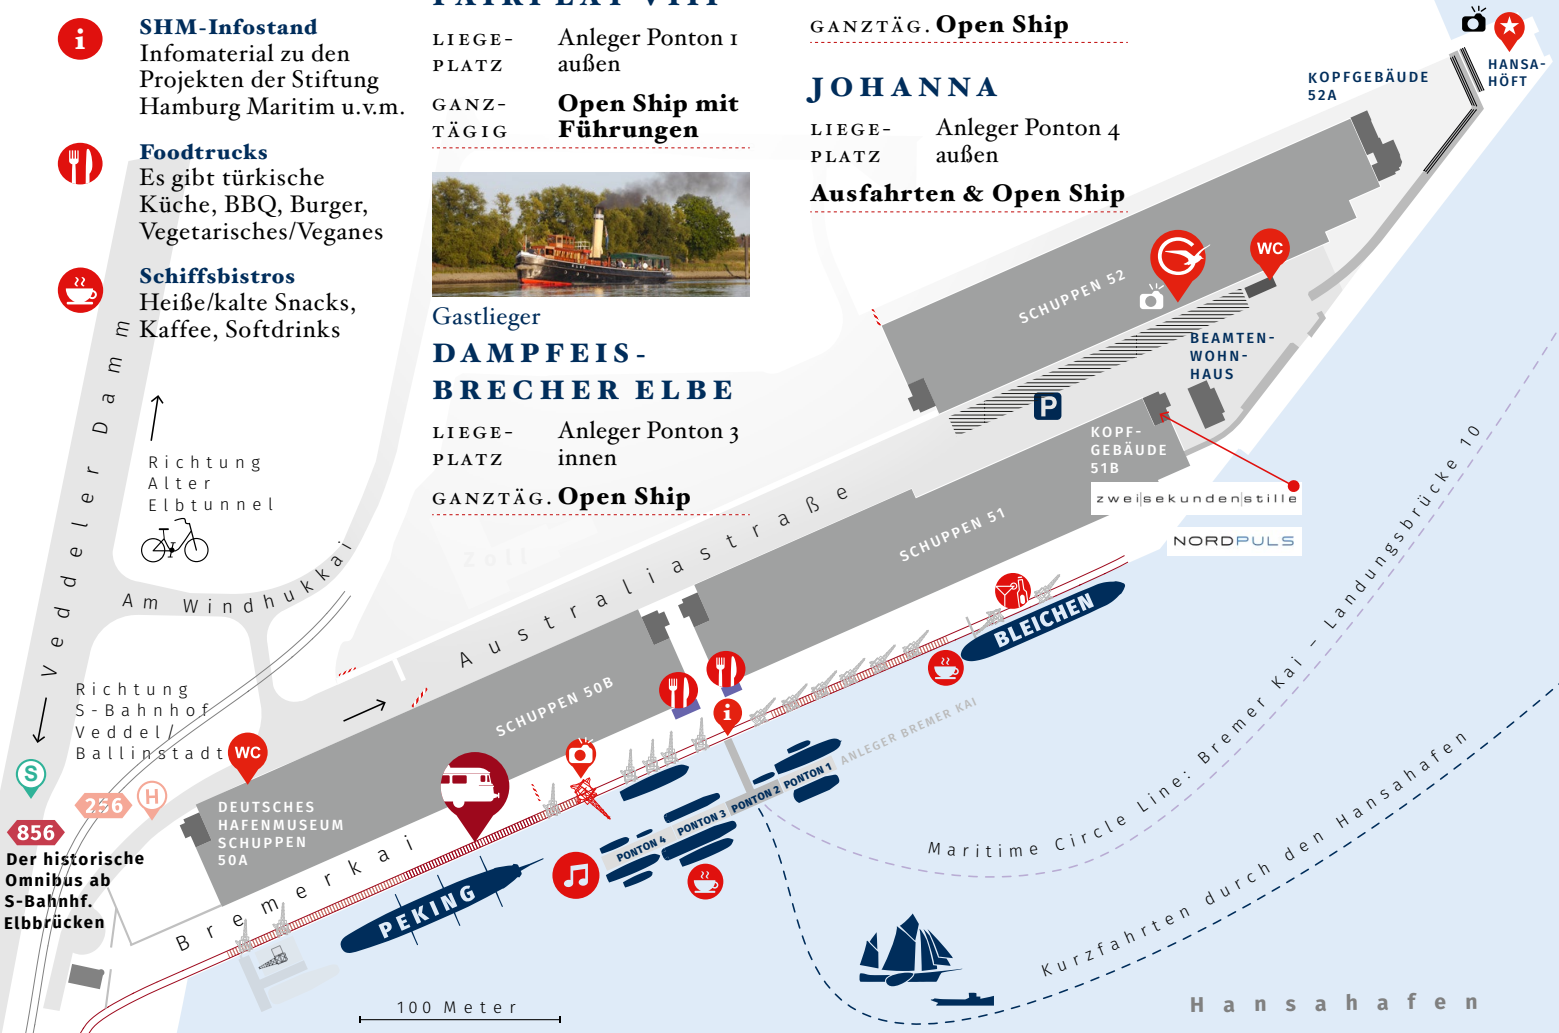 SHM-Infostand
Infomaterial zu den
Projekten der Stiftung
Hamburg Maritim u.v.m.
Foodtrucks
Es gibt türkische
Küche, BBQ, Burger,
Vegetarisches/Veganes
Schiffsbistros
Heiße/kalte Snacks,
Kaffee, Softdrinks
FAIRPLAY VIII
LIEGE- Anleger Ponton 1
PLATZ außen
GANZ- Open Ship mit
TÄGIG Führungen
Gastlieger
DAMPFEIS-
BRECHER ELBE
LIEGE- Anleger Ponton 3
PLATZ innen
GANZTÄG. Open Ship
GANZTÄG. Open Ship
JOHANNA
LIEGE- Anleger Ponton 4
PLATZ außen
Ausfahrten & Open Ship
KOPFGEBÄUDE
52A
HANSA-
HÖFT
SCHUPPEN 52
WC
BEAMTEN-
WOHN-
HAUS
P
KOPF-
GEBÄUDE
51B
zwei|sekunden|stille
NORDPULS
SCHUPPEN 51
Zoll
Australiastraße
Veddeler Damm
Richtung
Alter
Elbtunnel
Am Windhukkai
Richtung
S-Bahnhof
Veddel/
Ballinstadt
WC
S
256
H
856
Der historische
Omnibus ab
S-Bahnhf.
Elbbrücken
DEUTSCHES
HAFENMUSEUM
SCHUPPEN
50A
SCHUPPEN 50B
i
i
BLEICHEN
ANLEGER BREMER KAI
PONTON 1
PONTON 2
PONTON 3
PONTON 4
PEKING
Bremerkai
100 Meter
Maritime Circle Line: Bremer Kai – Landungsbrücke 10
Kurzfahrten durch den Hansahafen
Hansahafen